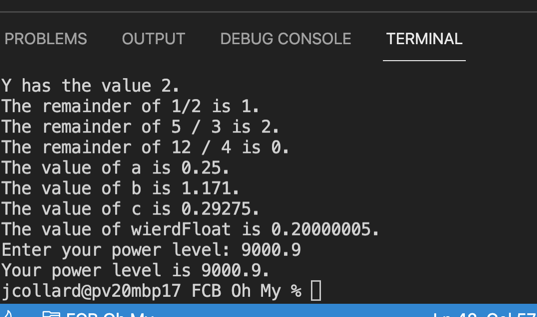 PROBLEMS OUTPUT DEBUG CONSOLE TERMINAL
Y has the value 2.
The remainder of 1/2 is 1.
The remainder of 5 / 3 is 2.
The remainder of 12 / 4 is 0.
The value of a is 0.25.
The value of b is 1.171.
The value of c is 0.29275.
The value of wierdFloat is 0.20000005.
Enter your power level: 9000.9
Your power level is 9000.9.
jcollard@pv20mbp17 FCB Oh My %